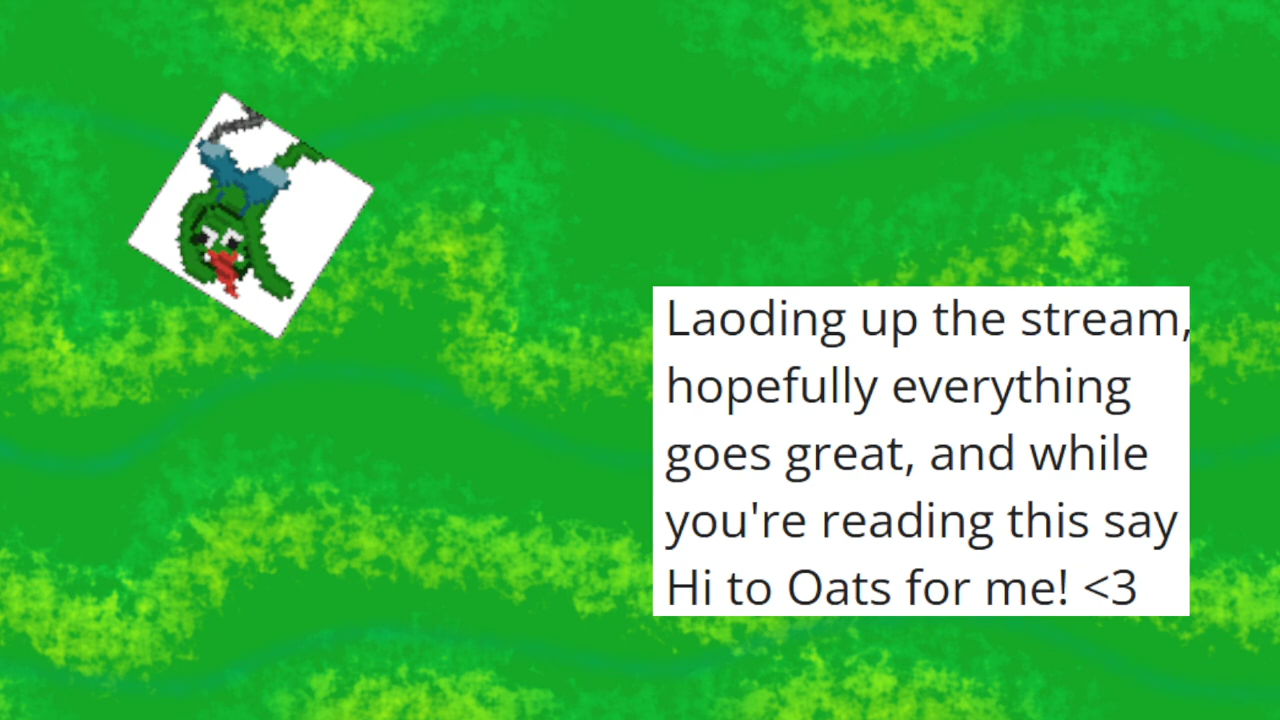 Laoding up the stream,
hopefully everything
goes great, and while
you're reading this say
Hi to Oats for me! <3